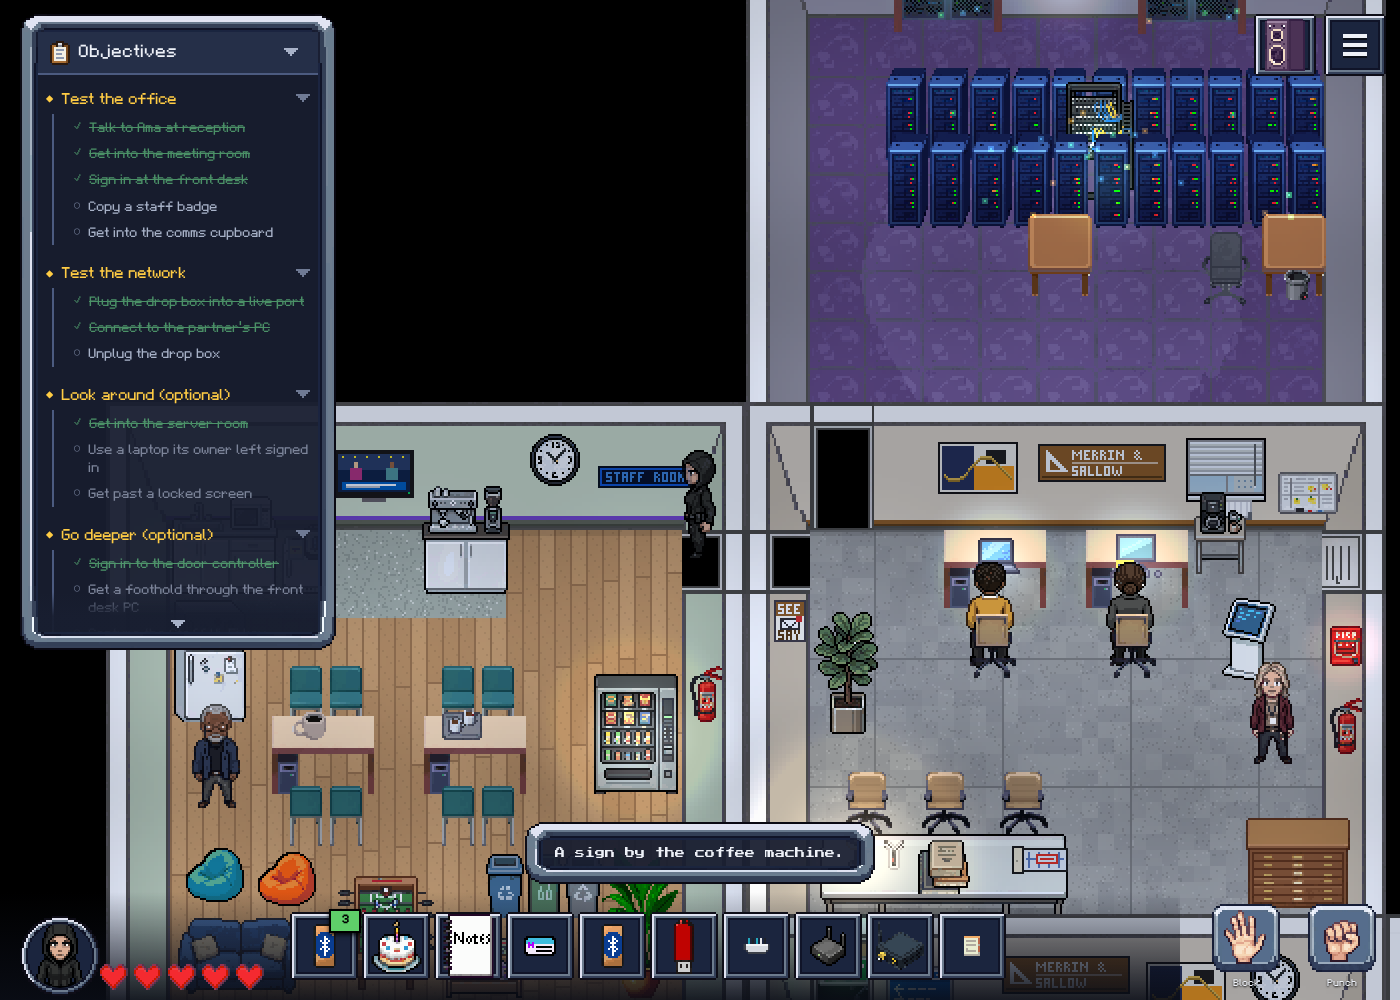 Objectives
Test the office
Talk to Ama at reception
Get into the meeting room
Sign in at the front desk
Copy a staff badge
Get into the comms cupboard
Test the network
Plug the drop box into a live port
Connect to the partner's PC
Unplug the drop box
Look around (optional)
Get into the server room
Use a laptop its owner left signed
in
Get past a locked screen
Go deeper (optional)
Sign in to the door controller
Get a foothold through the front
desk PC
STAFF ROOM
MERRIN &
SALLOW
SEE
SAY
A sign by the coffee machine.
3
Notes
MERRIN &
SALLOW
Block
Punch